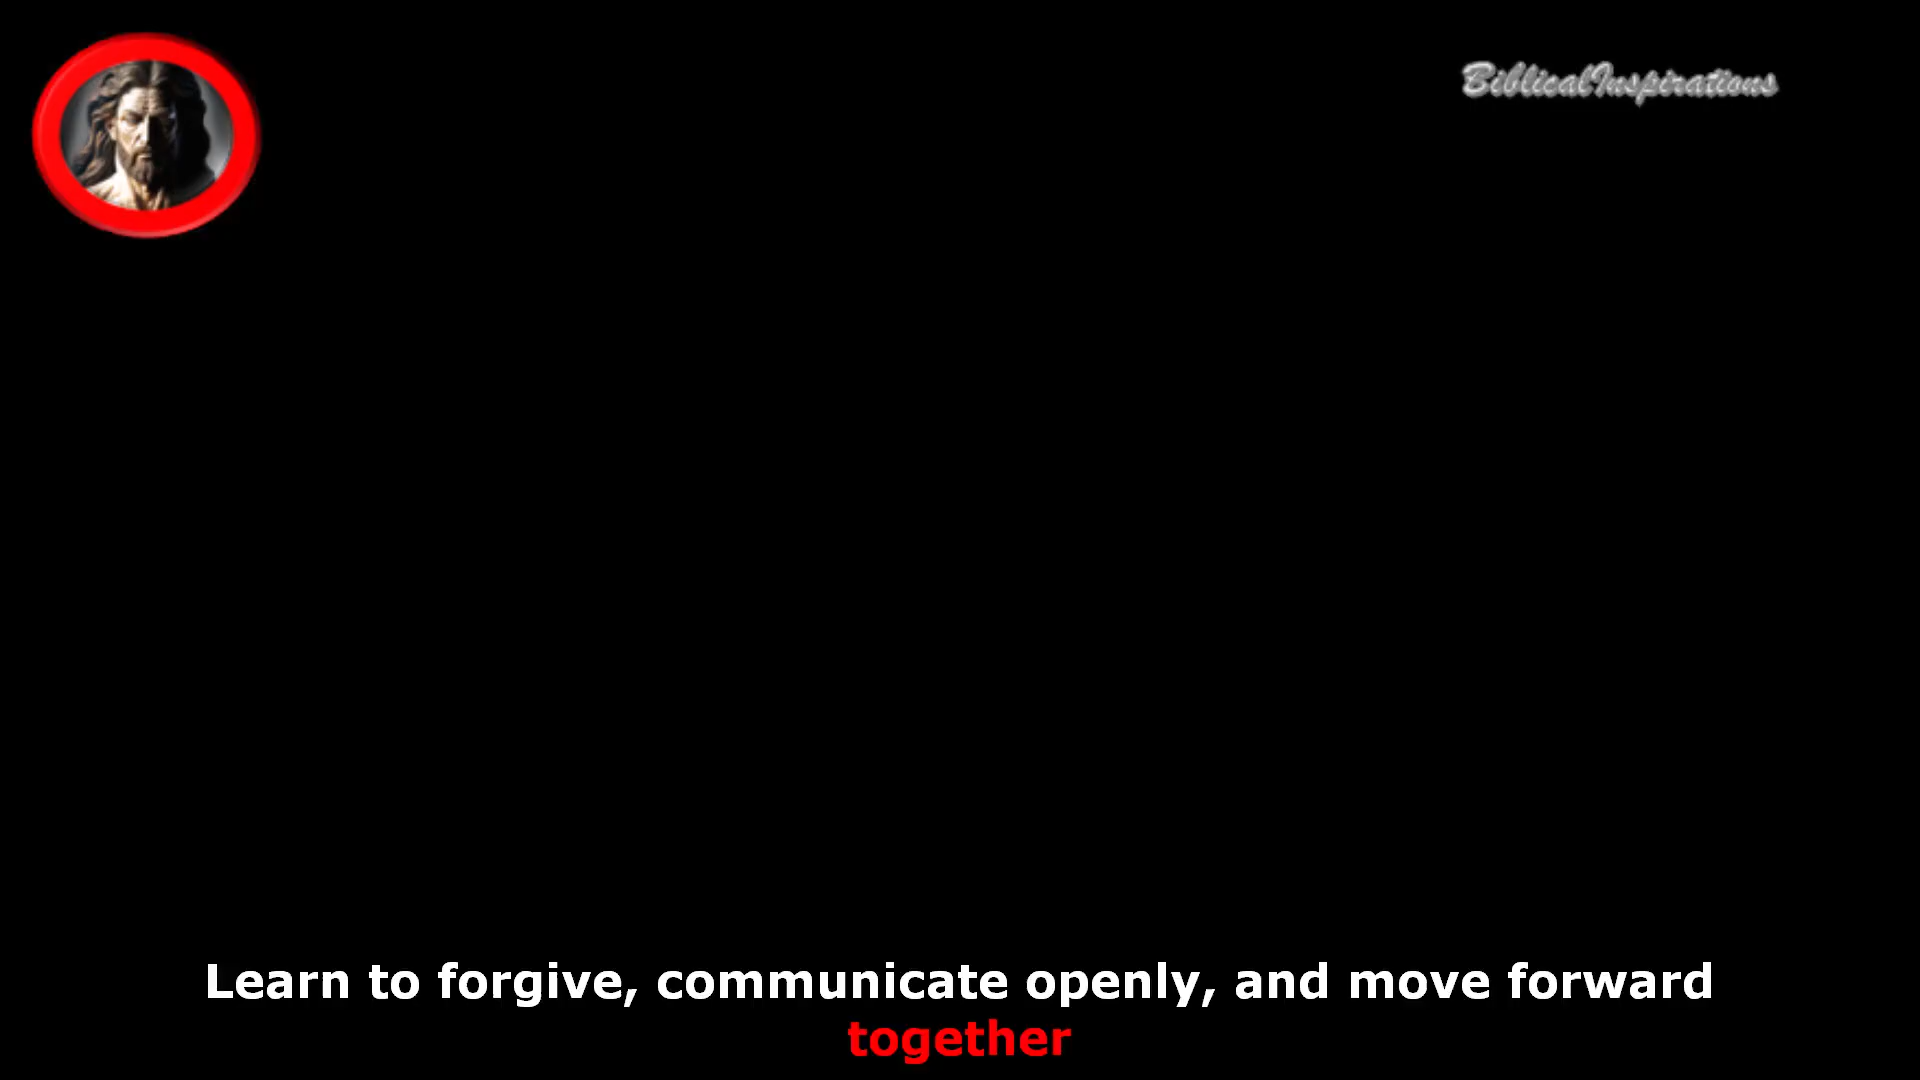 BiblicalInspirations
Learn to forgive, communicate openly, and move forward
together